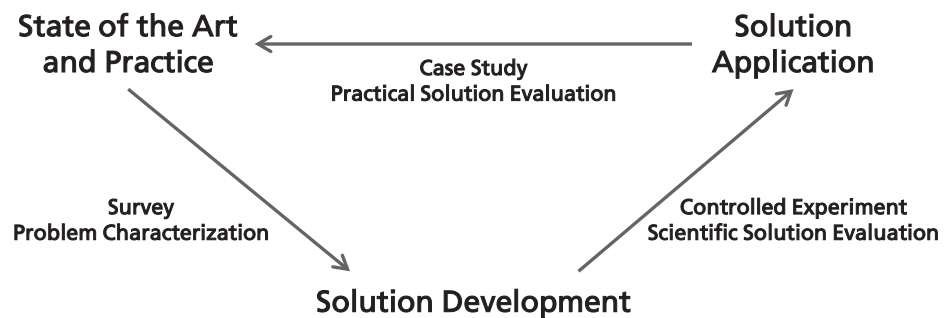 State of the Art
and Practice
Solution
Application
Case Study
Practical Solution Evaluation
Survey
Problem Characterization
Controlled Experiment
Scientific Solution Evaluation
Solution Development